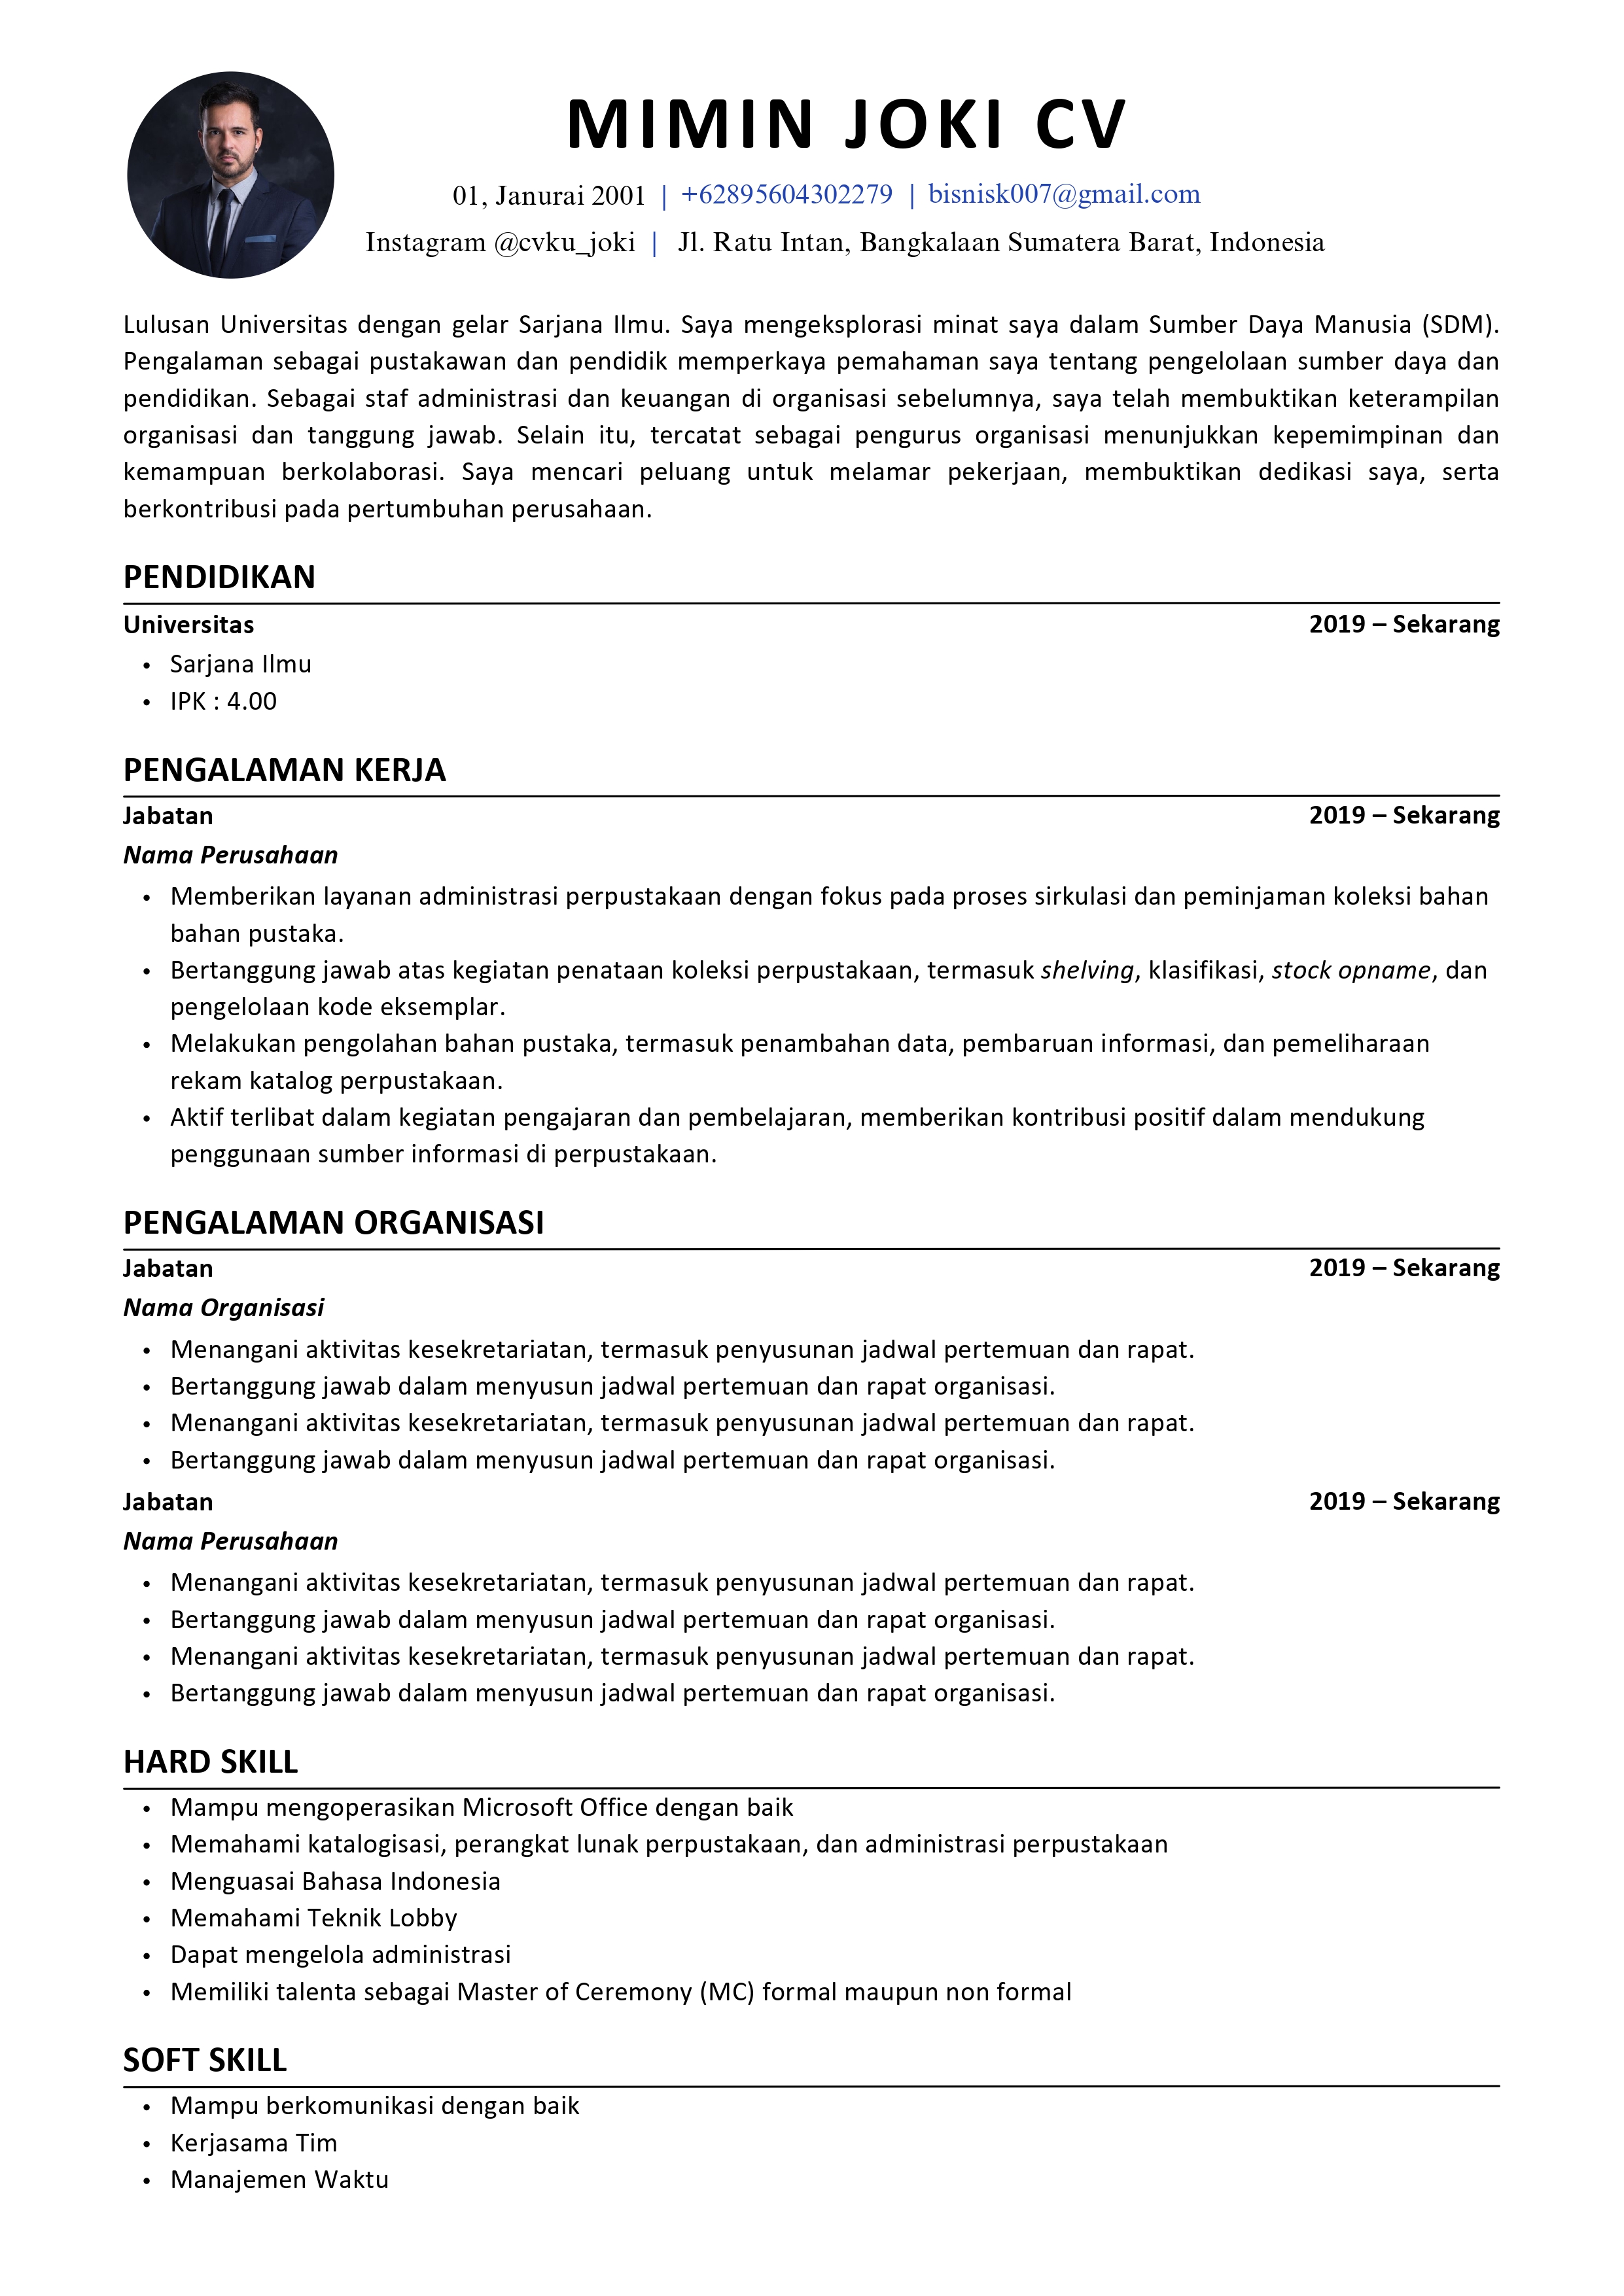 MIMIN JOKI CV
01, Janurai 2001 | +62895604302279 | bisnisk007@gmail.com
Instagram @cvku_joki | Jl. Ratu Intan, Bangkalaan Sumatera Barat, Indonesia
Lulusan Universitas dengan gelar Sarjana Ilmu. Saya mengeksplorasi minat saya dalam Sumber Daya Manusia (SDM).
Pengalaman sebagai pustakawan dan pendidik memperkaya pemahaman saya tentang pengelolaan sumber daya dan
pendidikan. Sebagai staf administrasi dan keuangan di organisasi sebelumnya, saya telah membuktikan keterampilan
organisasi dan tanggung jawab. Selain itu, tercatat sebagai pengurus organisasi menunjukkan kepemimpinan dan
kemampuan berkolaborasi. Saya mencari peluang untuk melamar pekerjaan, membuktikan dedikasi saya, serta
berkontribusi pada pertumbuhan perusahaan.
PENDIDIKAN
Universitas 2019 – Sekarang
• Sarjana Ilmu
• IPK : 4.00
PENGALAMAN KERJA
Jabatan 2019 – Sekarang
Nama Perusahaan
• Memberikan layanan administrasi perpustakaan dengan fokus pada proses sirkulasi dan peminjaman koleksi bahan
bahan pustaka.
• Bertanggung jawab atas kegiatan penataan koleksi perpustakaan, termasuk shelving, klasifikasi, stock opname, dan
pengelolaan kode eksemplar.
• Melakukan pengolahan bahan pustaka, termasuk penambahan data, pembaruan informasi, dan pemeliharaan
rekam katalog perpustakaan.
• Aktif terlibat dalam kegiatan pengajaran dan pembelajaran, memberikan kontribusi positif dalam mendukung
penggunaan sumber informasi di perpustakaan.
PENGALAMAN ORGANISASI
Jabatan 2019 – Sekarang
Nama Organisasi
• Menangani aktivitas kesekretariatan, termasuk penyusunan jadwal pertemuan dan rapat.
• Bertanggung jawab dalam menyusun jadwal pertemuan dan rapat organisasi.
• Menangani aktivitas kesekretariatan, termasuk penyusunan jadwal pertemuan dan rapat.
• Bertanggung jawab dalam menyusun jadwal pertemuan dan rapat organisasi.
Jabatan 2019 – Sekarang
Nama Perusahaan
• Menangani aktivitas kesekretariatan, termasuk penyusunan jadwal pertemuan dan rapat.
• Bertanggung jawab dalam menyusun jadwal pertemuan dan rapat organisasi.
• Menangani aktivitas kesekretariatan, termasuk penyusunan jadwal pertemuan dan rapat.
• Bertanggung jawab dalam menyusun jadwal pertemuan dan rapat organisasi.
HARD SKILL
• Mampu mengoperasikan Microsoft Office dengan baik
• Memahami katalogisasi, perangkat lunak perpustakaan, dan administrasi perpustakaan
• Menguasai Bahasa Indonesia
• Memahami Teknik Lobby
• Dapat mengelola administrasi
• Memiliki talenta sebagai Master of Ceremony (MC) formal maupun non formal
SOFT SKILL
• Mampu berkomunikasi dengan baik
• Kerjasama Tim
• Manajemen Waktu